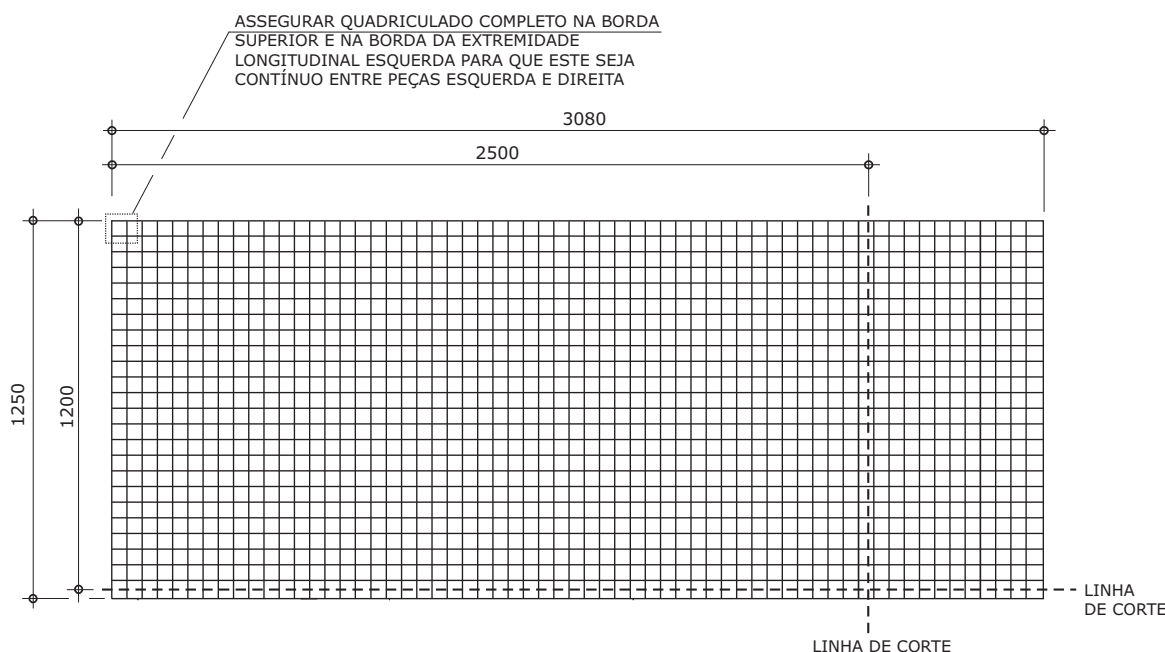 ASSEGURAR QUADRICULADO COMPLETO NA BORDA
SUPERIOR E NA BORDA DA EXTREMIDADE
LONGITUDINAL ESQUERDA PARA QUE ESTE SEJA
CONTÍNUO ENTRE PEÇAS ESQUERDA E DIREITA
3080
2500
1250
1200
LINHA
DE CORTE
LINHA DE CORTE